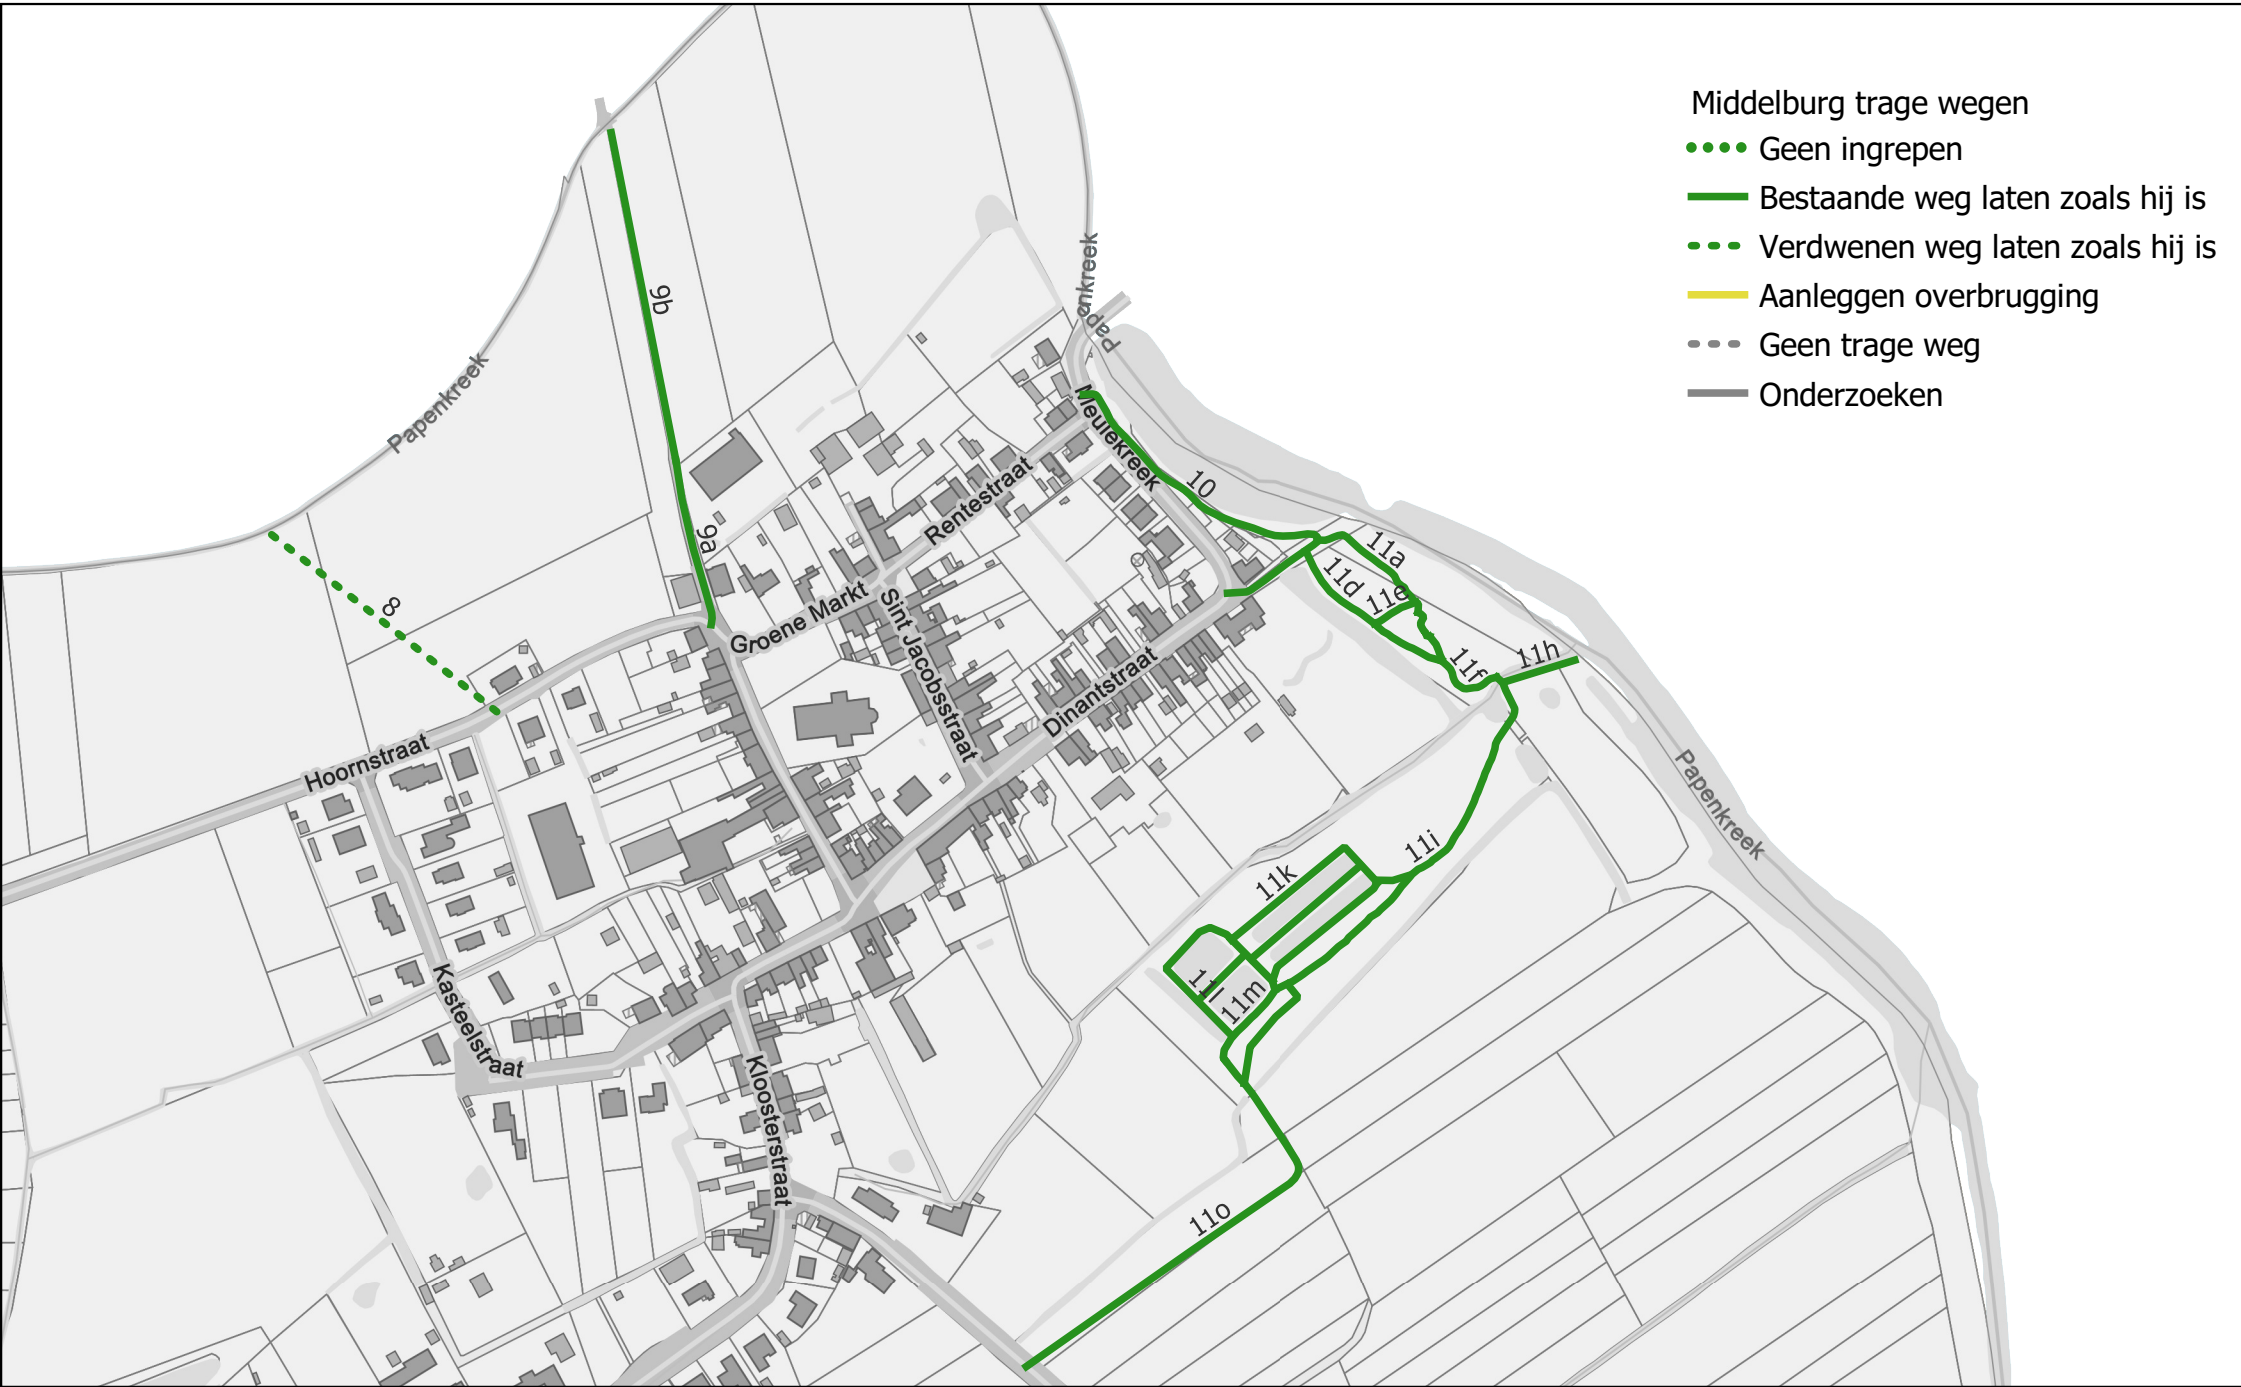 Middelburg trage wegen
Geen ingrepen
Bestaande weg laten zoals hij is
Verdwenen weg laten zoals hij is
Aanleggen overbrugging
Geen trage weg
Onderzoeken
9b
enkreek
Pape
Papenkreek
Meulekreek
10
Rentestraat
9a
11a
11d
11e
8
Groene Markt
Sint Jacobsstraat
11f
11h
Dinantstraat
Hoornstraat
Papenkreek
11i
11k
11l
11m
Kasteelstraat
Kloosterstraat
11o